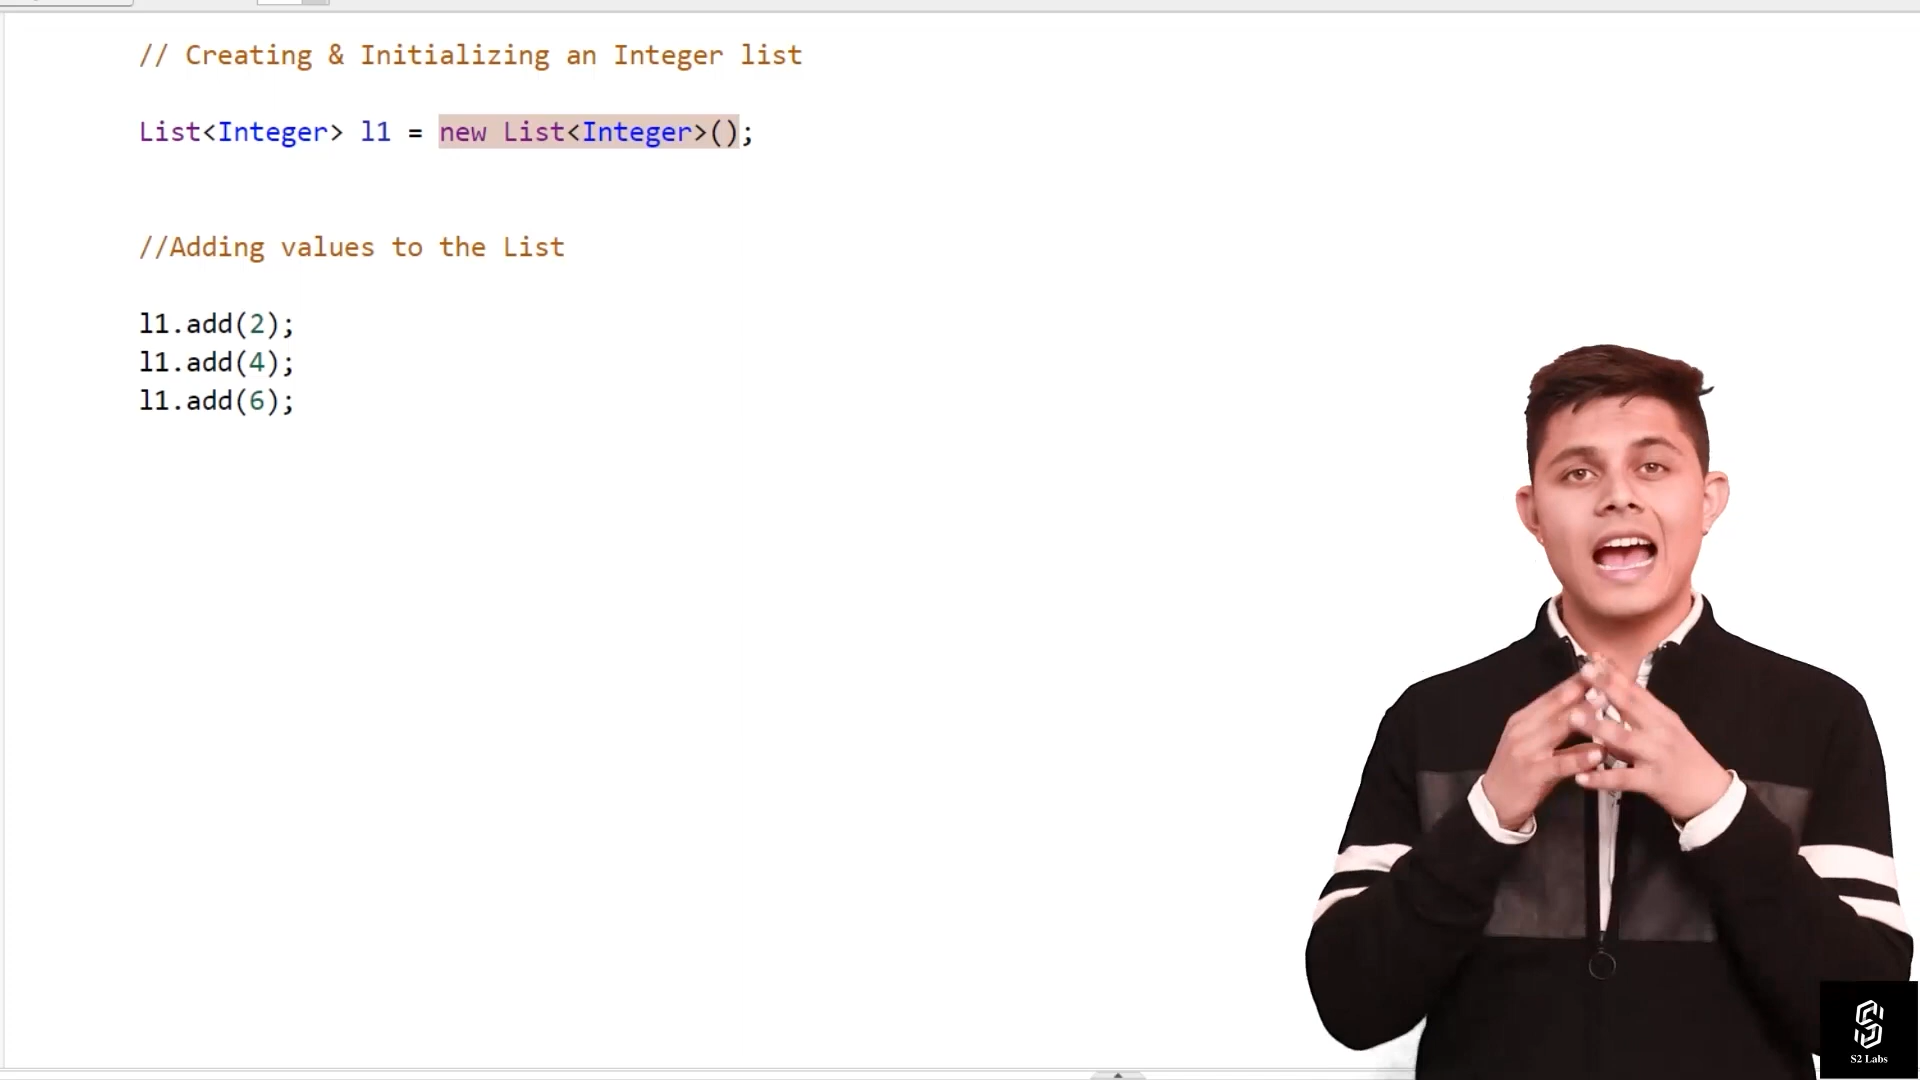 // Creating & Initializing an Integer list
List<Integer> l1 = new List<Integer>();
//Adding values to the List
l1.add(2);
l1.add(4);
l1.add(6);
S2 Labs